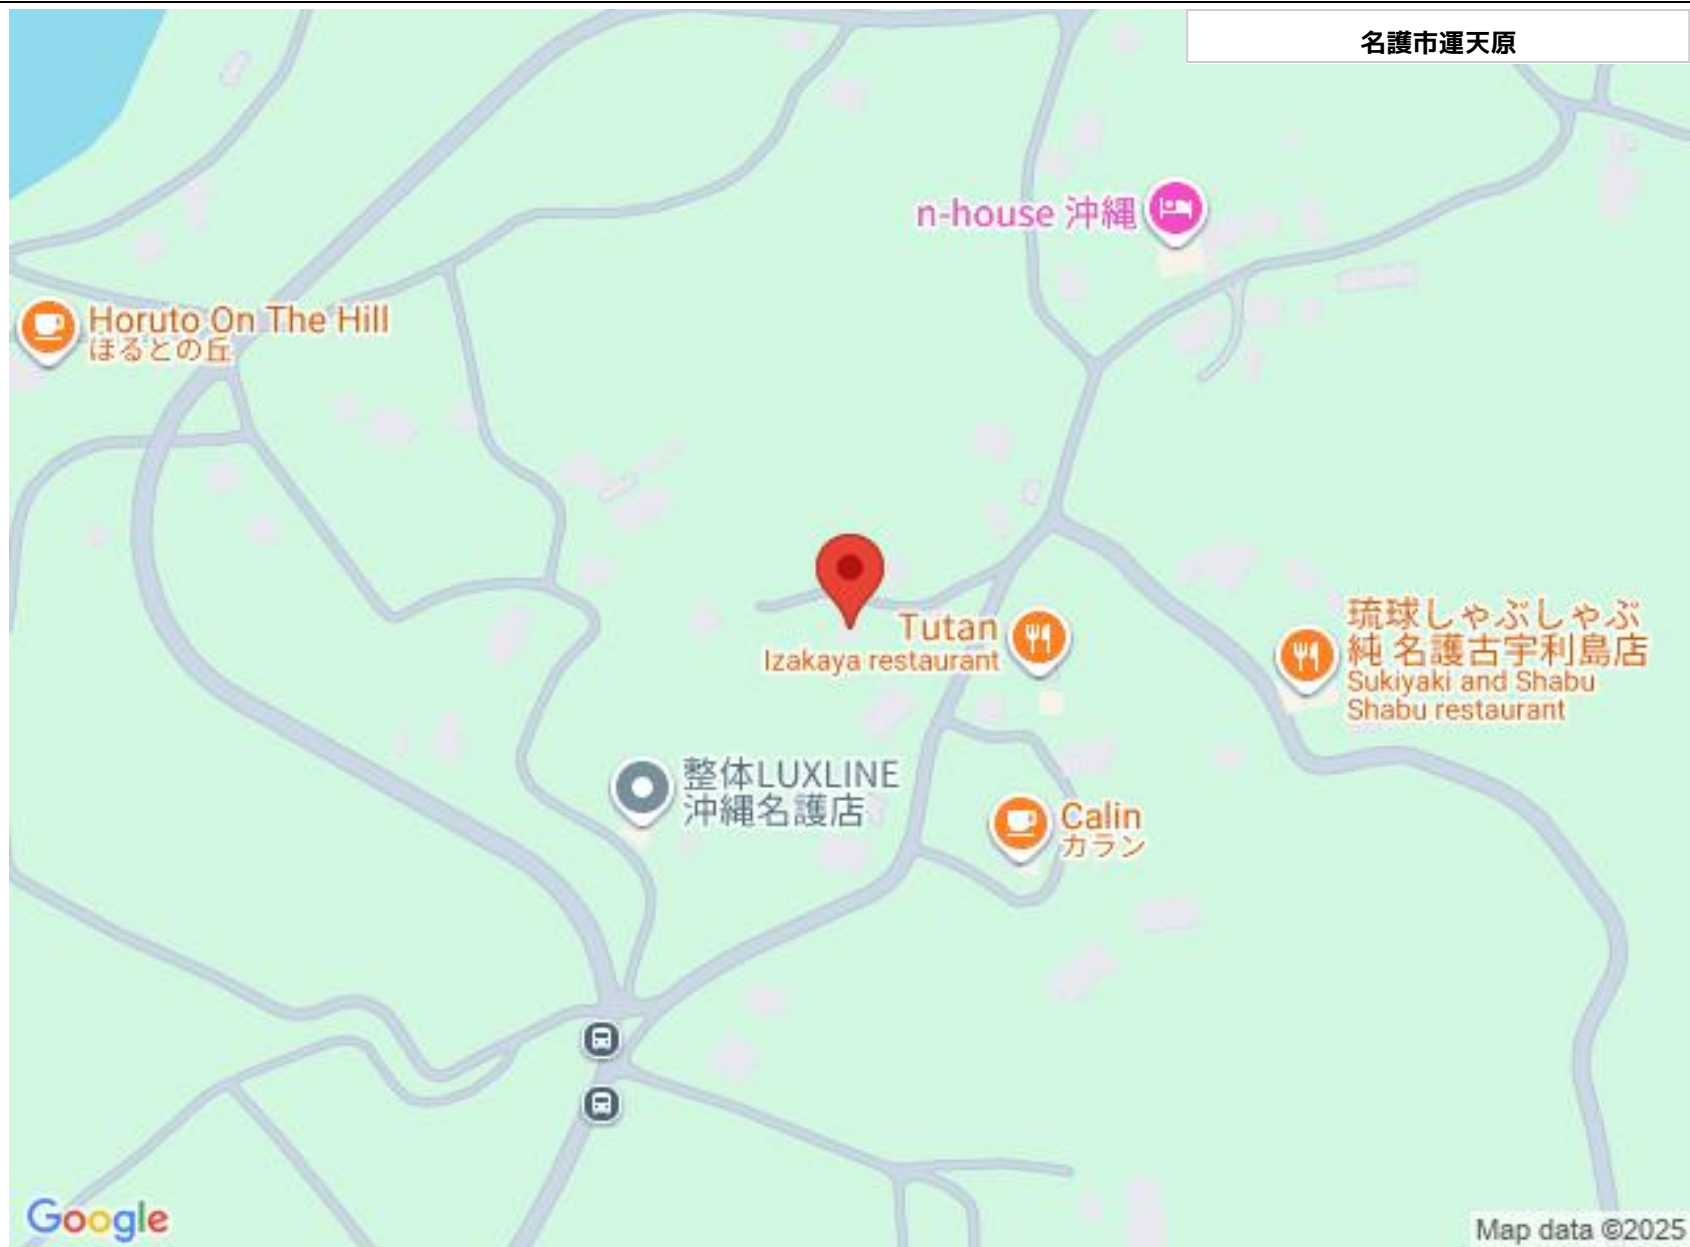 名護市運天原
n-house 沖縄
Horuto On The Hill
ほるとの丘
Tutan
Izakaya restaurant
琉球しゃぶしゃぶ
純 名護古宇利島店
Sukiyaki and Shabu
Shabu restaurant
整体LUXLINE
沖縄名護店
Calin
カラン
Google
Map data ©2025